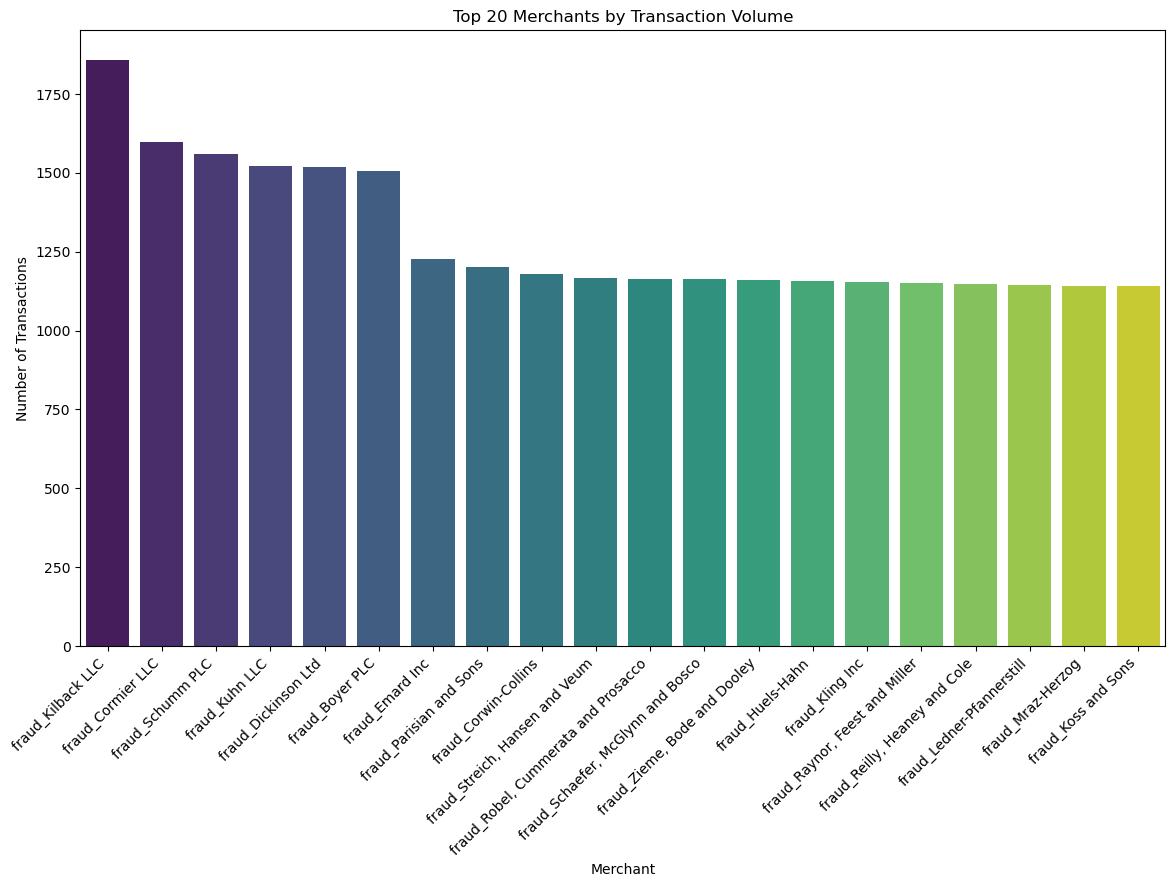 Top 20 Merchants by Transaction Volume
Number of Transactions
1750
1500
1250
1000
750
500
250
0
fraud_Kilback LLC
fraud_Cormier LLC
fraud_Schumm PLC
fraud_Kuhn LLC
fraud_Dickinson Ltd
fraud_Boyer PLC
fraud_Emard Inc
fraud_Parisian and Sons
fraud_Corwin-Collins
fraud_Streich, Hansen and Veum
fraud_Robel, Cummerata and Prosacco
fraud_Schaefer, McGlynn and Bosco
fraud_Zieme, Bode and Dooley
fraud_Huels-Hahn
fraud_Kling Inc
fraud_Raynor, Feest and Miller
fraud_Reilly, Heaney and Cole
fraud_Ledner-Pfannerstill
fraud_Mraz-Herzog
fraud_Koss and Sons
Merchant